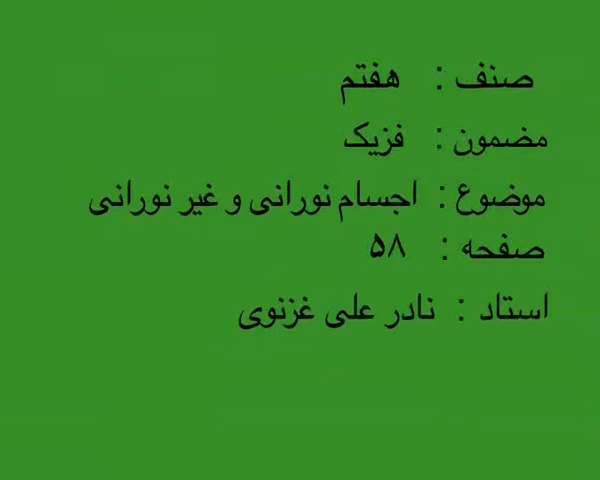 صنف : هفتم
مضمون : فزیک
موضوع : اجسام نورانی و غیر نورانی
صفحه : ۵۸
استاد : نادر علی غزنوی